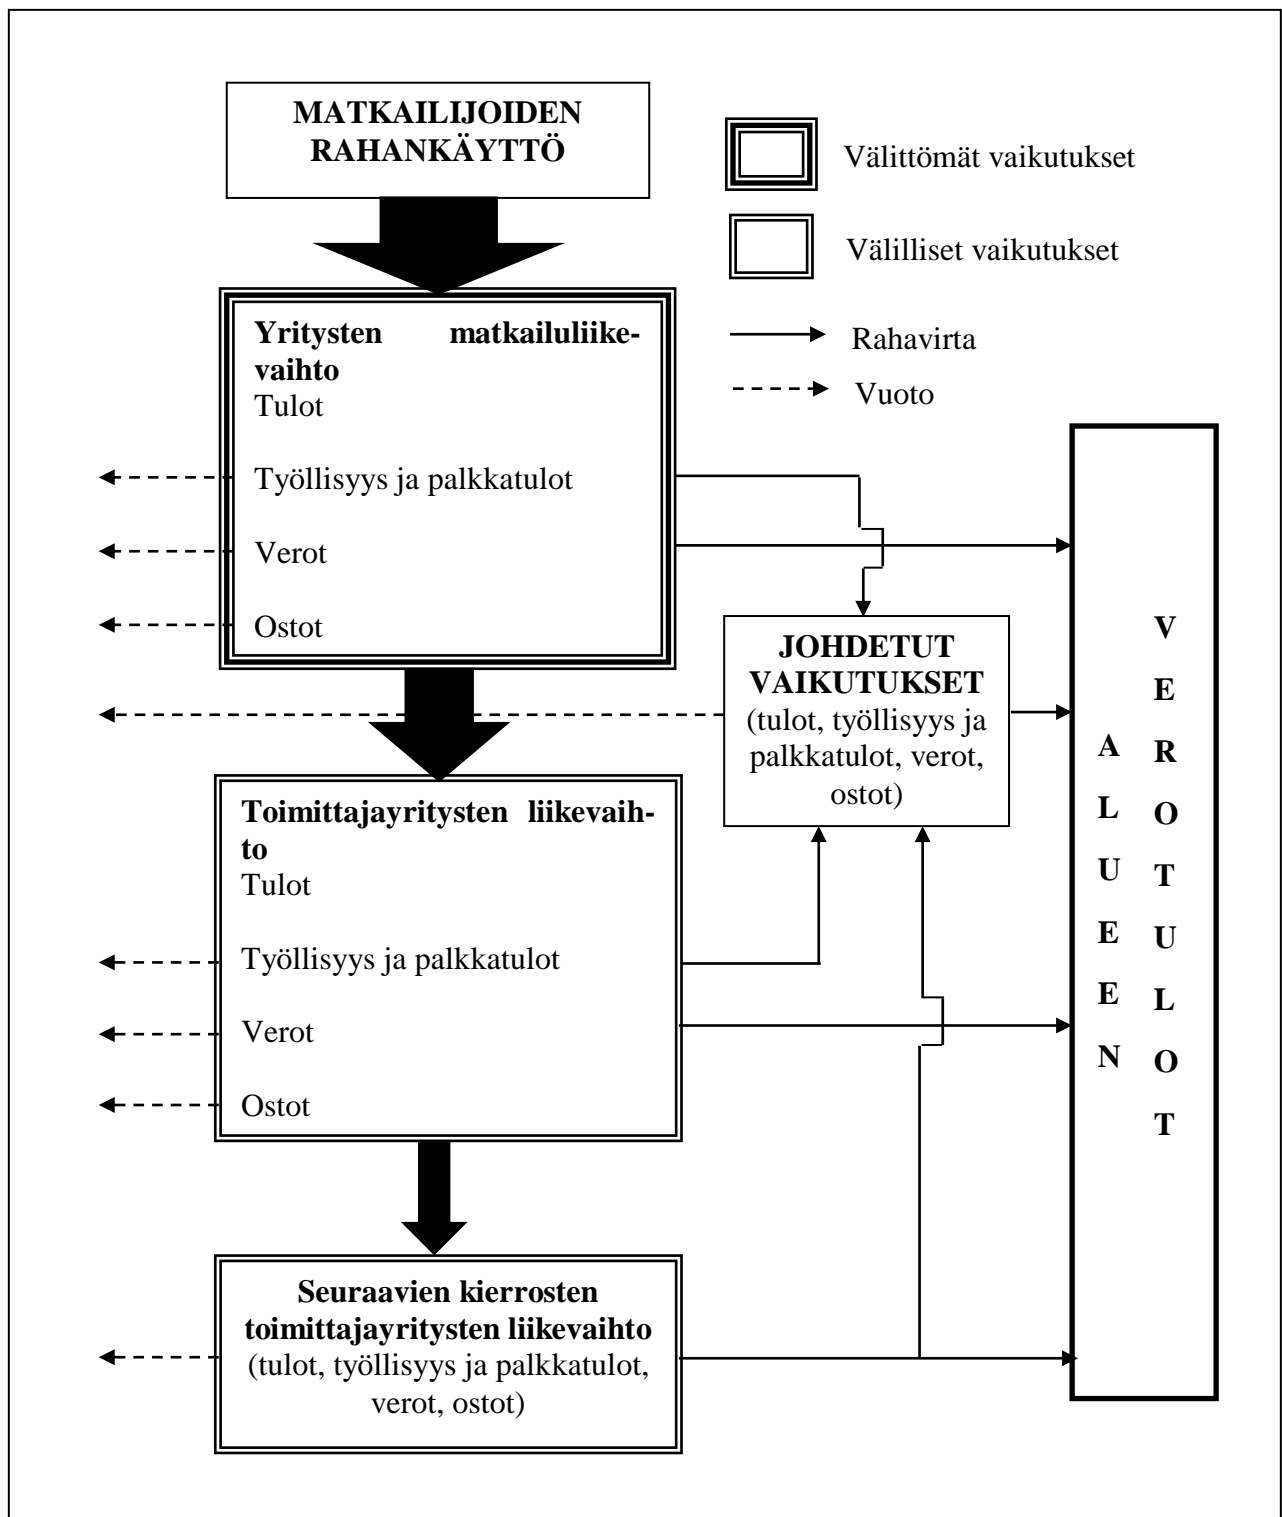 MATKAILIJOIDEN
RAHANKÄYTTÖ
Välittömät vaikutukset
Välilliset vaikutukset
Rahavirta
Vuoto
Yritysten matkailuliike-
vaihto
Tulot
Työllisyys ja palkkatulot
Verot
Ostot
JOHDETUT
VAIKUTUKSET
(tulot, työllisyys ja
palkkatulot, verot,
ostot)
Toimittajayritysten liikevaih-
to
Tulot
Työllisyys ja palkkatulot
Verot
Ostot
Seuraavien kierrosten
toimittajayritysten liikevaihto
(tulot, työllisyys ja palkkatulot,
verot, ostot)
ALUEEN
VEROTULOT